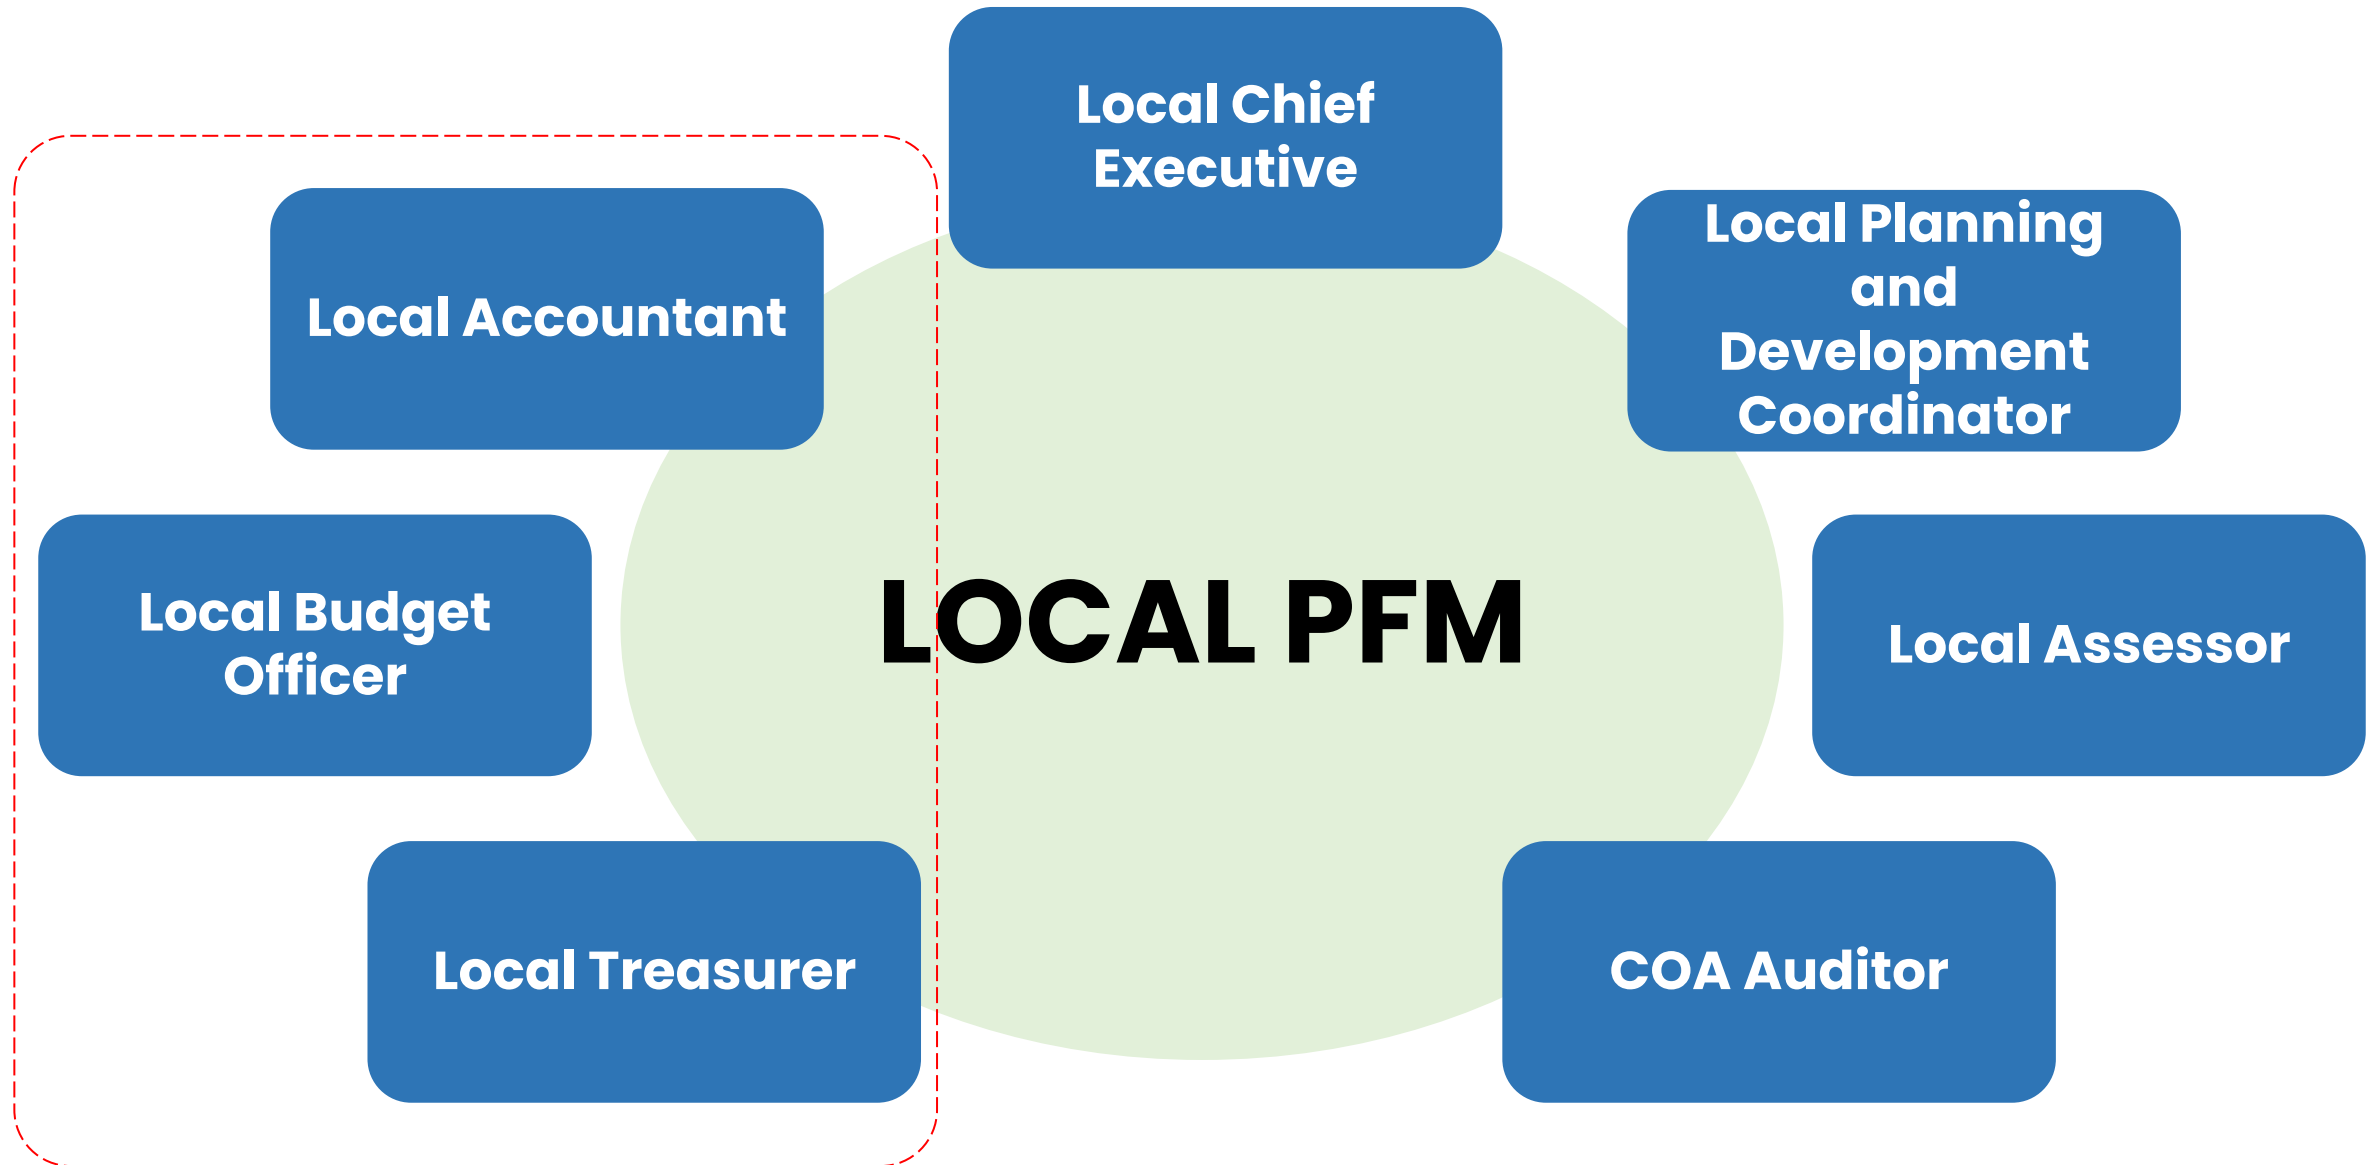 Local Chief
Executive
Local Planning
and
Development
Coordinator
Local Accountant
LOCAL PFM
Local Budget
Officer
Local Assessor
Local Treasurer
COA Auditor